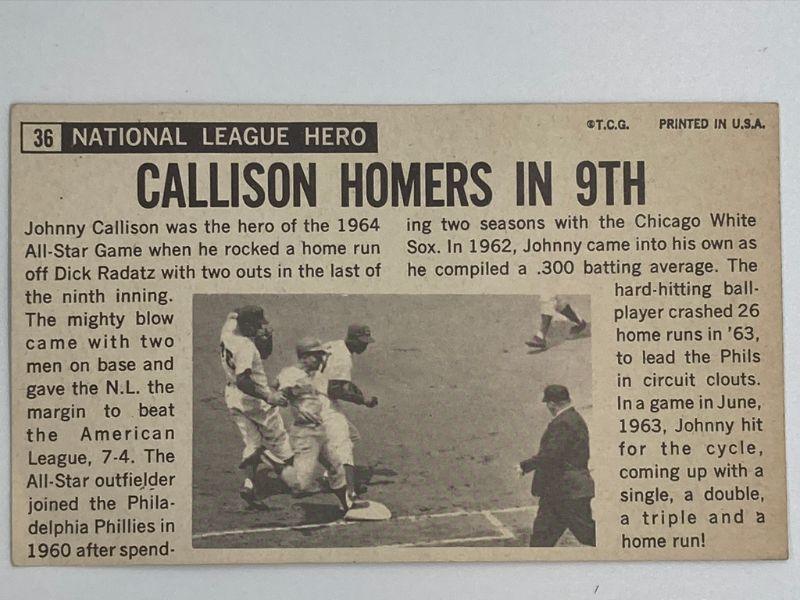 36 NATIONAL LEAGUE HERO
©T.C.G. PRINTED IN U.S.A.
CALLISON HOMERS IN 9TH
Johnny Callison was the hero of the 1964
All-Star Game when he rocked a home run
off Dick Radatz with two outs in the last of
the ninth inning.
The mighty blow
came with two
men on base and
gave the N.L. the
margin to beat
the American
League, 7-4. The
All-Star outfielder
joined the Phila-
delphia Phillies in
1960 after spend-
ing two seasons with the Chicago White
Sox. In 1962, Johnny came into his own as
he compiled a .300 batting average. The
hard-hitting ball-
player crashed 26
home runs in '63,
to lead the Phils
in circuit clouts.
In a game in June,
1963, Johnny hit
for the cycle,
coming up with a
single, a double,
a triple and a
home run!